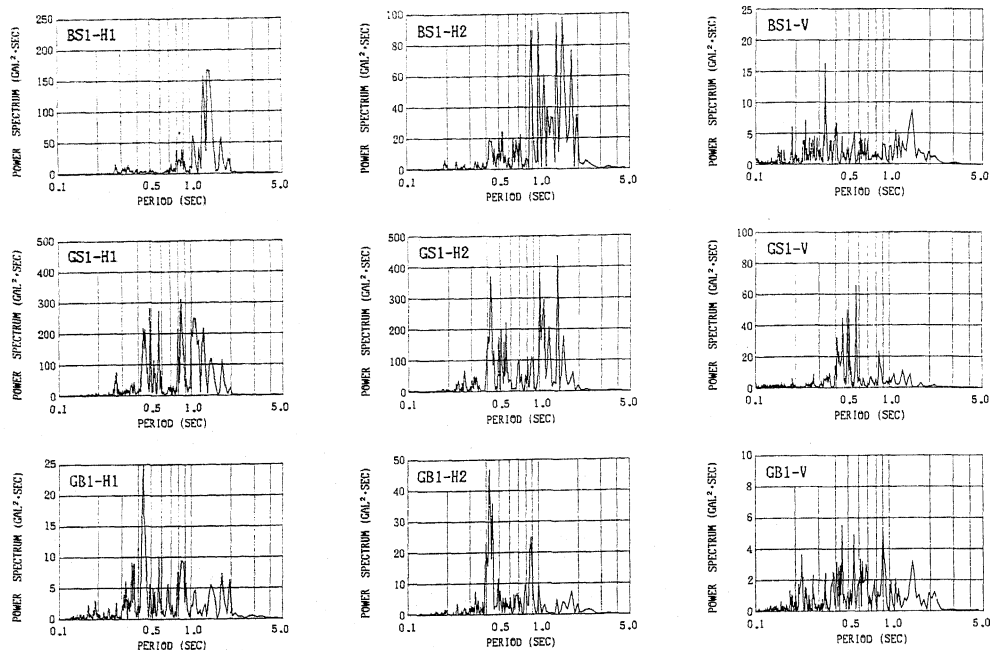 BS1-H1
POWER SPECTRUM (GAL²*SEC)
250
200
150
100
50
0
0.1 0.5 1.0 5.0
PERIOD (SEC)
BS1-H2
POWER SPECTRUM (GAL²*SEC)
100
80
60
40
20
0
0.1 0.5 1.0 5.0
PERIOD (SEC)
BS1-V
POWER SPECTRUM (GAL²*SEC)
25
20
15
10
5
0
0.1 0.5 1.0 5.0
PERIOD (SEC)
GS1-H1
POWER SPECTRUM (GAL²*SEC)
500
400
300
200
100
0
0.1 0.5 1.0 5.0
PERIOD (SEC)
GS1-H2
POWER SPECTRUM (GAL²*SEC)
500
400
300
200
100
0
0.1 0.5 1.0 5.0
PERIOD (SEC)
GS1-V
POWER SPECTRUM (GAL²*SEC)
100
80
60
40
20
0
0.1 0.5 1.0 5.0
PERIOD (SEC)
GB1-H1
POWER SPECTRUM (GAL²*SEC)
25
20
15
10
5
0
0.1 0.5 1.0 5.0
PERIOD (SEC)
GB1-H2
POWER SPECTRUM (GAL²*SEC)
50
40
30
20
10
0
0.1 0.5 1.0 5.0
PERIOD (SEC)
GB1-V
POWER SPECTRUM (GAL²*SEC)
10
8
6
4
2
0
0.1 0.5 1.0 5.0
PERIOD (SEC)